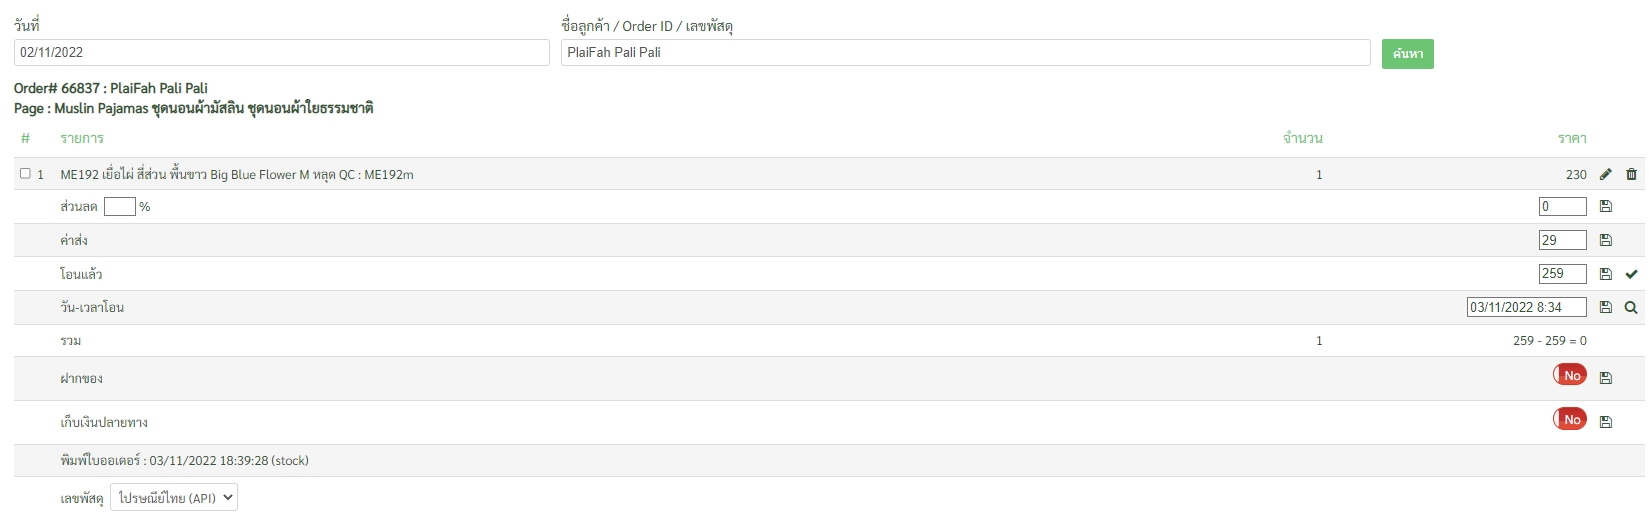 วันที่ ชื่อลูกค้า / Order ID / เลขพัสดุ
02/11/2022 PlaiFah Pali Pali ค้นหา
Order# 66837 : PlaiFah Pali Pali
Page : Muslin Pajamas ชุดนอนผ้ามัสลิน ชุดนอนผ้าใยธรรมชาติ
# รายการ จำนวน ราคา
1 ME192 เยื่อไผ่ สี่ส่วน พื้นขาว Big Blue Flower M หลุด QC : ME192m 1 230
ส่วนลด % 0
ค่าส่ง 29
โอนแล้ว 259
วัน-เวลาโอน 03/11/2022 8:34
รวม 1 259 - 259 = 0
ฝากของ No
เก็บเงินปลายทาง No
พิมพ์ใบออเดอร์ : 03/11/2022 18:39:28 (stock)
เลขพัสดุ ไปรษณีย์ไทย (API)